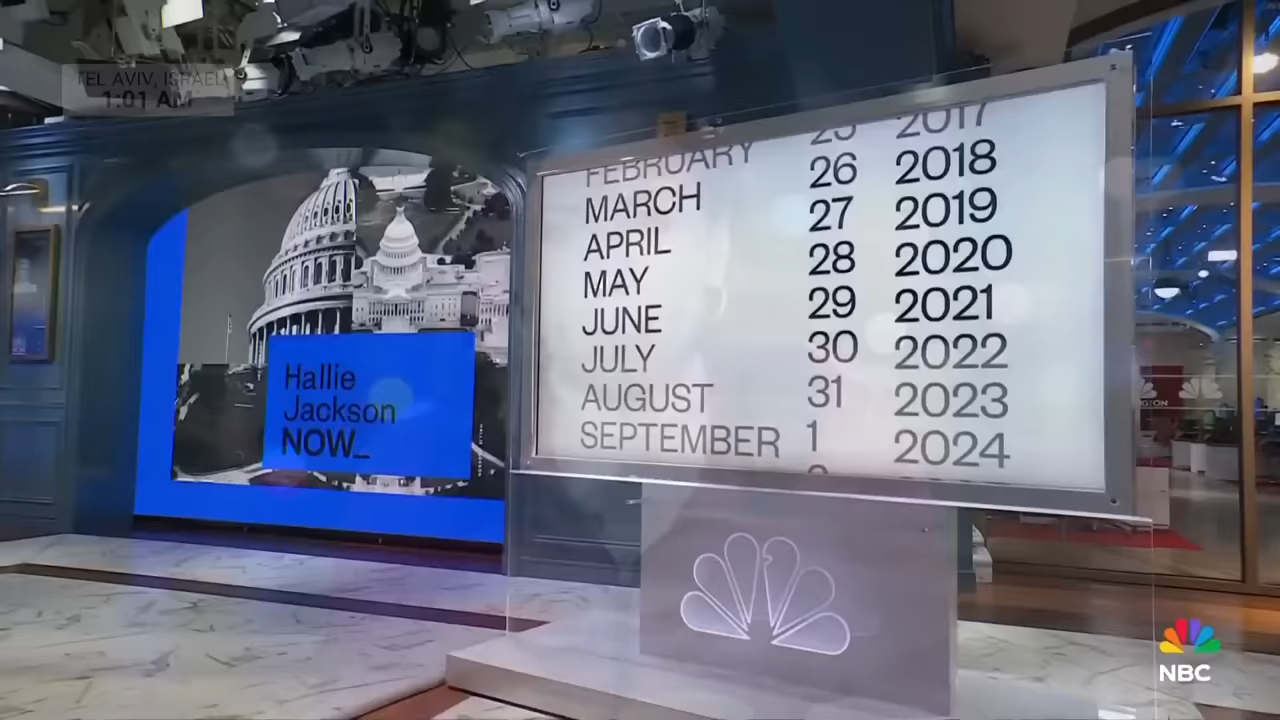 TEL AVIV, ISRAEL
1:01 AM
25 2017
FEBRUARY 26 2018
MARCH 27 2019
APRIL 28 2020
MAY 29 2021
JUNE 30 2022
JULY 31 2023
AUGUST 1 2024
SEPTEMBER
Hallie
Jackson
NOW_
NBC